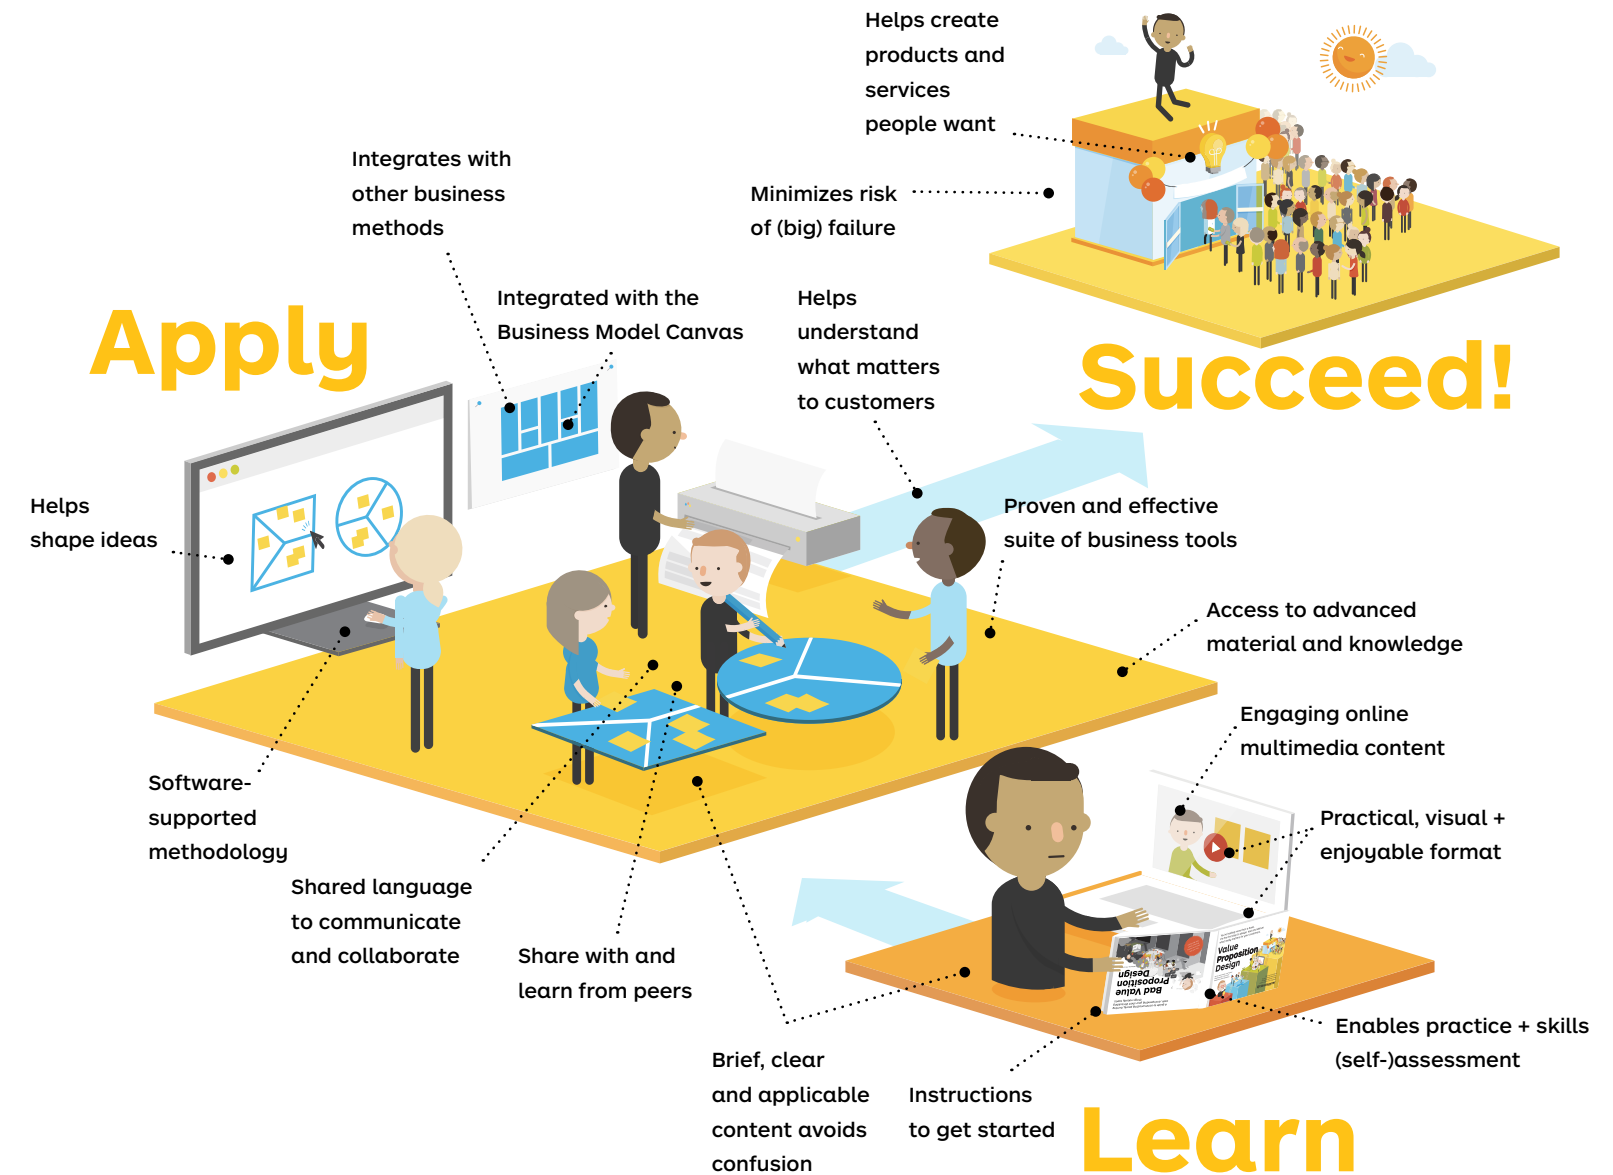 Helps create
products and
services
people want
Minimizes risk
of (big) failure
Integrates with
other business
methods
Integrated with the
Business Model Canvas
Helps
understand
what matters
to customers
Apply
Succeed!
Helps
shape ideas
Proven and effective
suite of business tools
Access to advanced
material and knowledge
Engaging online
multimedia content
Practical, visual +
enjoyable format
Software-
supported
methodology
Shared language
to communicate
and collaborate
Share with and
learn from peers
Value
Proposition
Design
Bad Value
Proposition
Design
Enables practice + skills
(self-)assessment
Brief, clear
and applicable
content avoids
confusion
Instructions
to get started
Learn